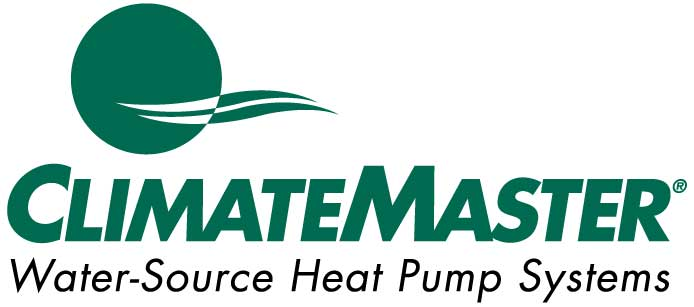 CLIMATEMASTER®
Water-Source Heat Pump Systems